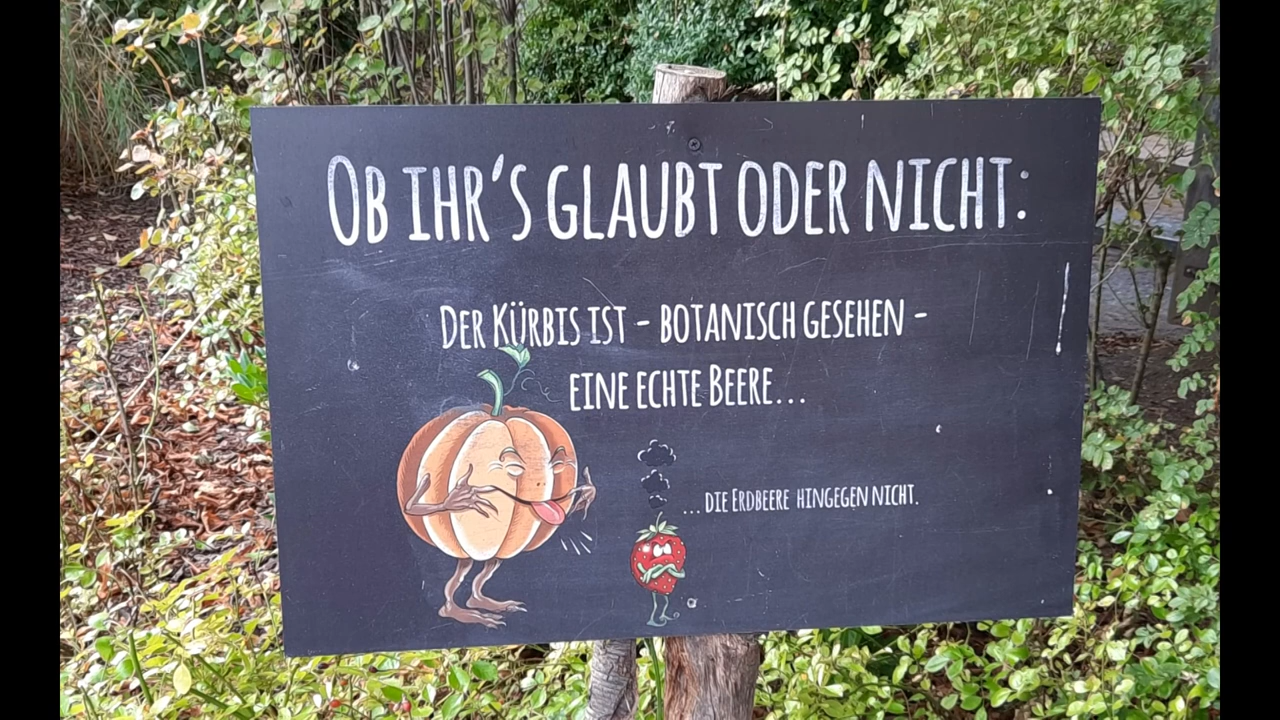 Ob ihr's glaubt oder nicht:
Der Kürbis ist - botanisch gesehen -
eine echte Beere...
...die Erdbeere hingegen nicht.